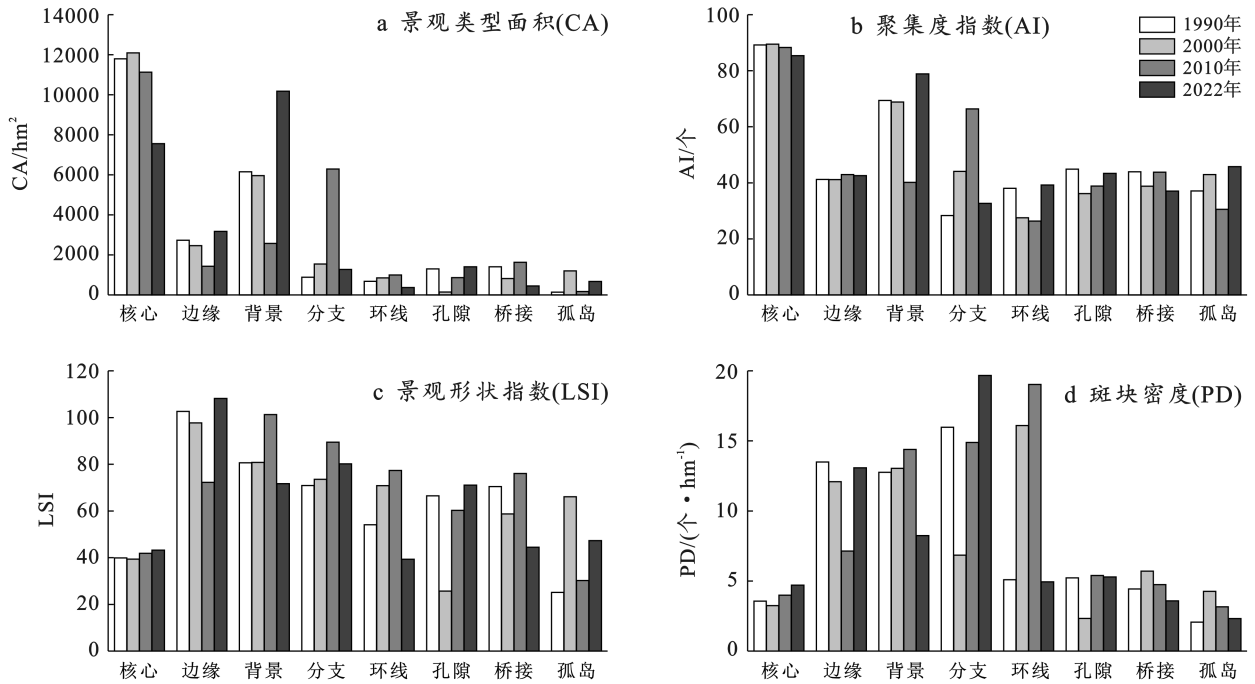 a 景观类型面积(CA)
CA/hm²
14000
12000
10000
8000
6000
4000
2000
0
核心 边缘 背景 分支 环线 孔隙 桥接 孤岛
b 聚集度指数(AI)
1990年
2000年
2010年
2022年
AI/个
100
80
60
40
20
0
核心 边缘 背景 分支 环线 孔隙 桥接 孤岛
c 景观形状指数(LSI)
LSI
120
100
80
60
40
20
0
核心 边缘 背景 分支 环线 孔隙 桥接 孤岛
d 斑块密度(PD)
PD/(个·hm⁻¹)
20
15
10
5
0
核心 边缘 背景 分支 环线 孔隙 桥接 孤岛